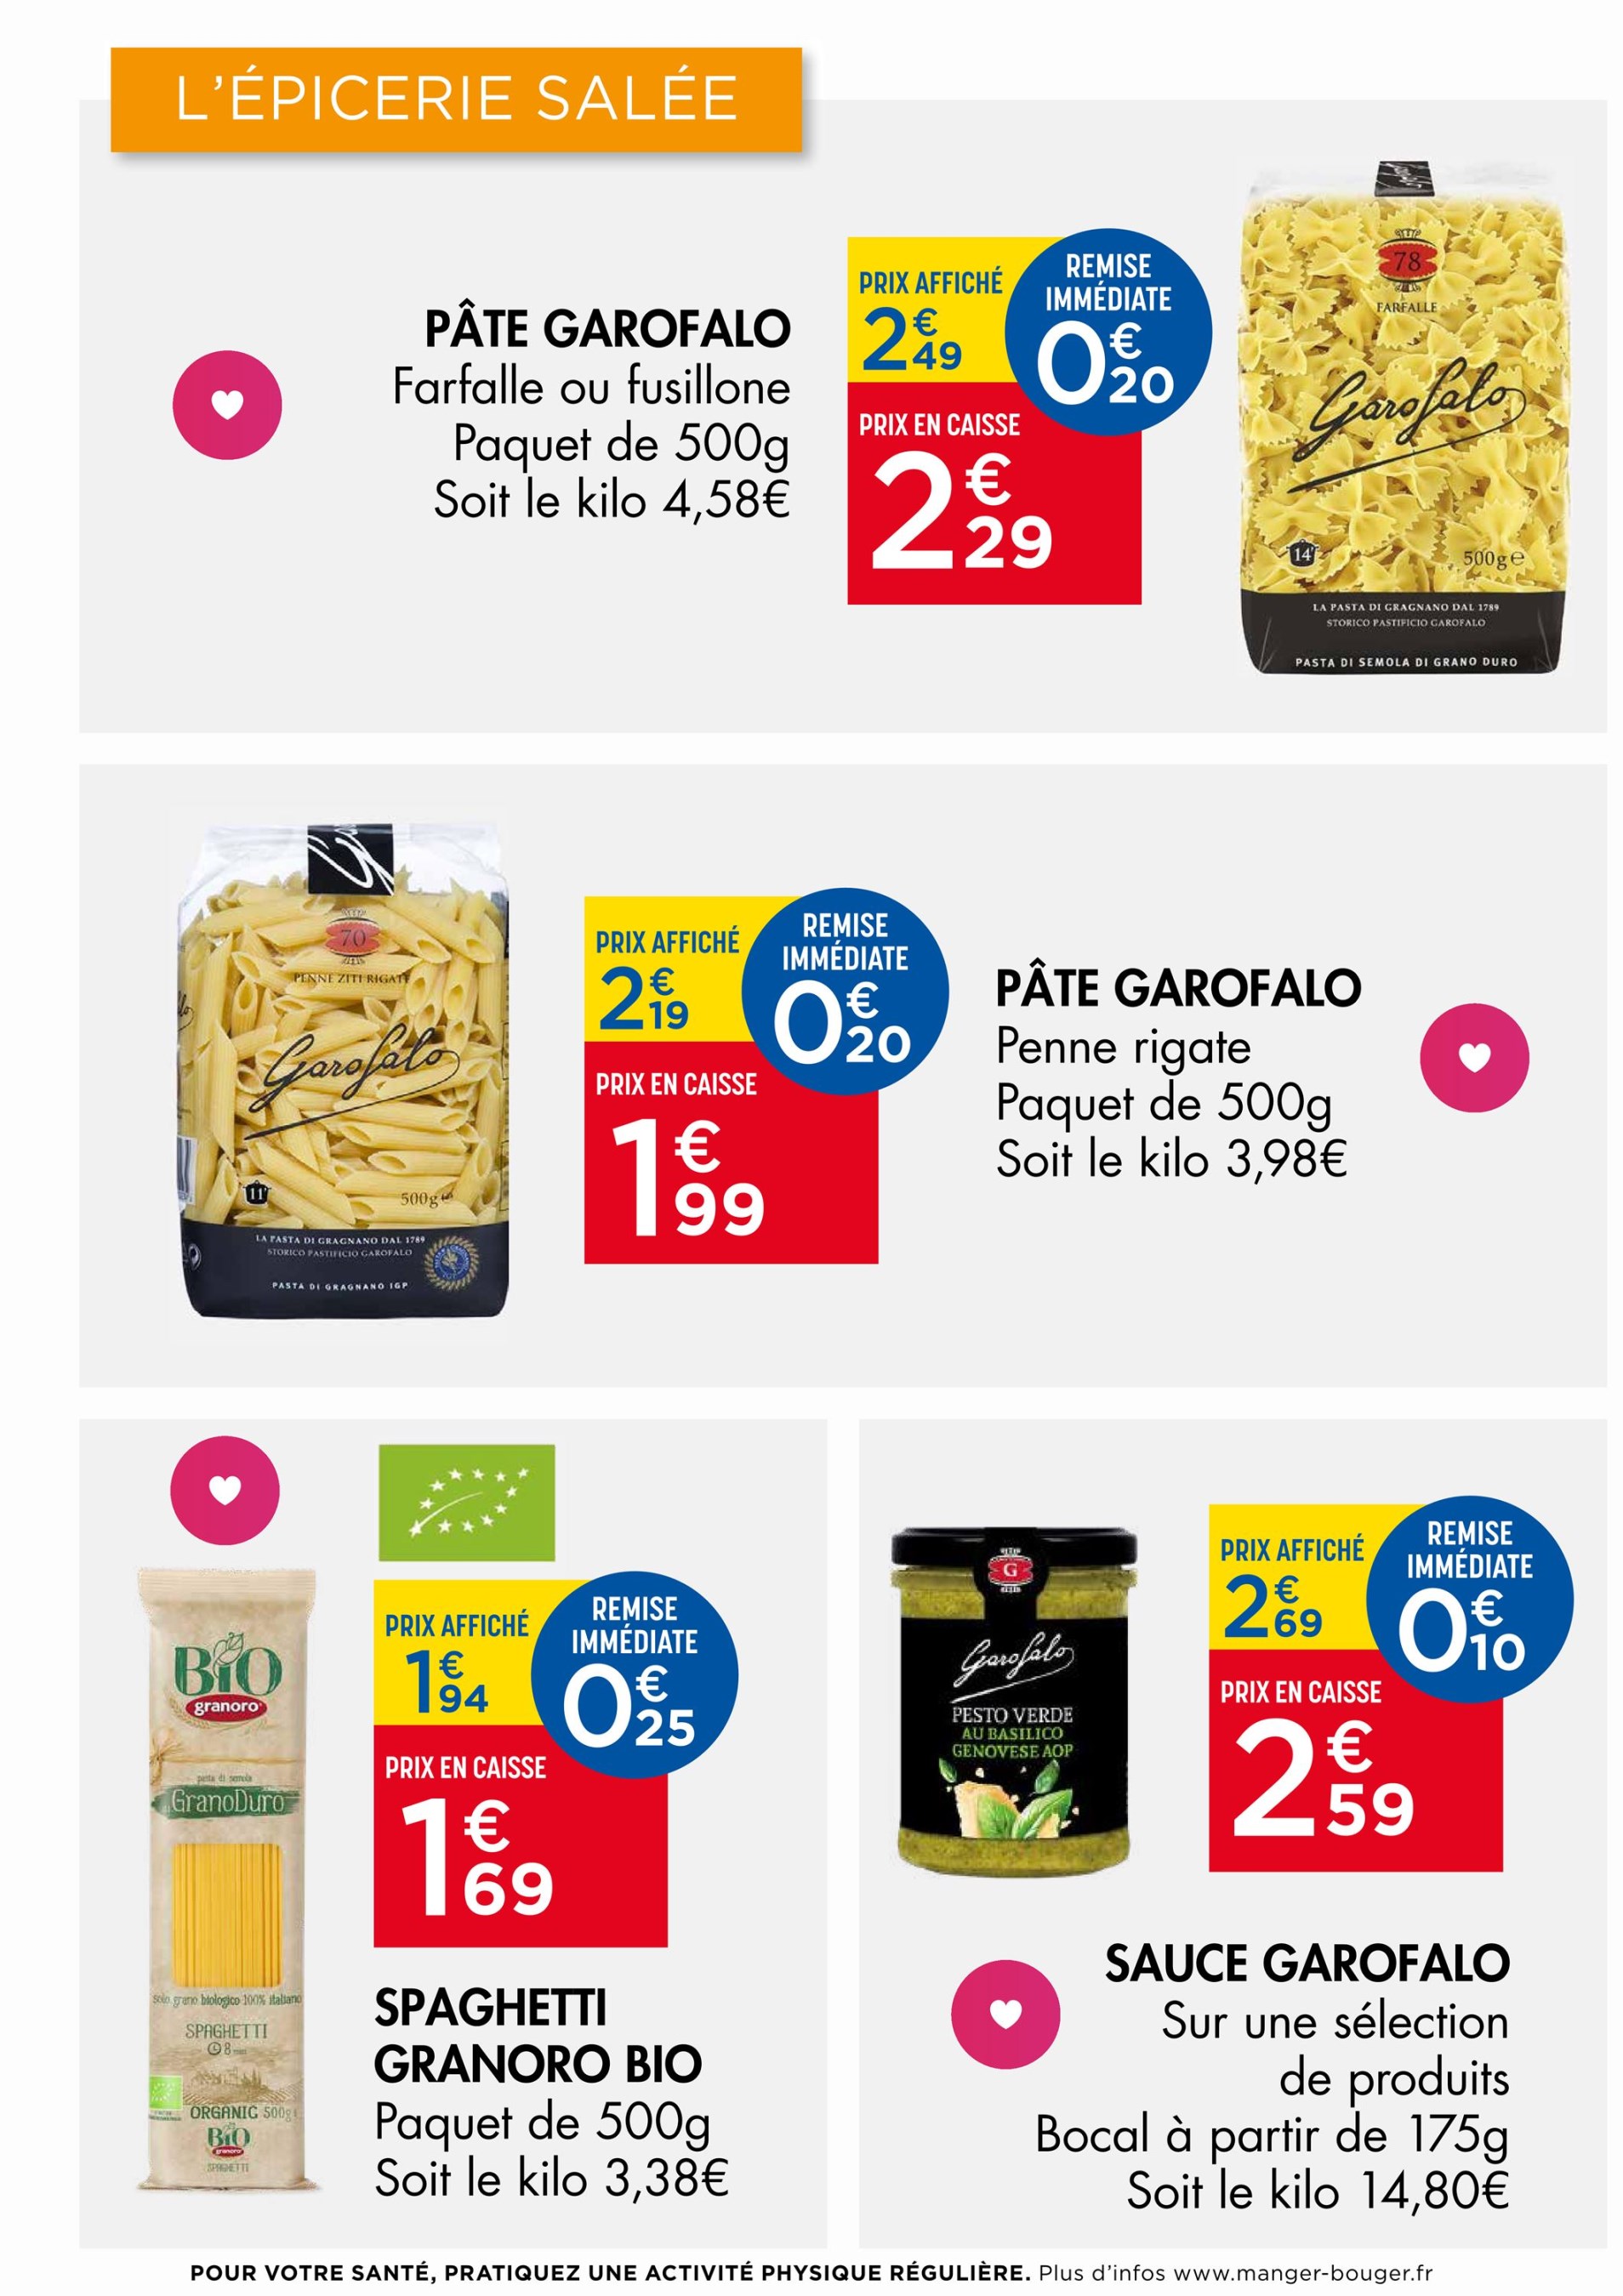 L'ÉPICERIE SALÉE
PÂTE GAROFALO
Farfalle ou fusillone
Paquet de 500g
Soit le kilo 4,58€
PRIX AFFICHÉ
2€49
REMISE
IMMÉDIATE
0€20
PRIX EN CAISSE
2€29
78
FARFALLE
Garofalo
14'
500g e
LA PASTA DI GRAGNANO DAL 1789
STORICO PASTIFICIO GAROFALO
PASTA DI SEMOLA DI GRANO DURO
70
PENNE ZITI RIGATE
Garofalo
11'
500g e
LA PASTA DI GRAGNANO DAL 1789
STORICO PASTIFICIO GAROFALO
PASTA DI GRAGNANO IGP
PRIX AFFICHÉ
2€19
REMISE
IMMÉDIATE
0€20
PRIX EN CAISSE
1€99
PÂTE GAROFALO
Penne rigate
Paquet de 500g
Soit le kilo 3,98€
BIO
granoro
pasta di semola
GranoDuro
solo grano biologico 100% italiano
SPAGHETTI
8 min
ORGANIC 500g
BIO
granoro
SPAGHETTI
PRIX AFFICHÉ
1€94
REMISE
IMMÉDIATE
0€25
PRIX EN CAISSE
1€69
SPAGHETTI
GRANORO BIO
Paquet de 500g
Soit le kilo 3,38€
G
Garofalo
PESTO VERDE
AU BASILICO
GENOVESE AOP
PRIX AFFICHÉ
2€69
REMISE
IMMÉDIATE
0€10
PRIX EN CAISSE
2€59
SAUCE GAROFALO
Sur une sélection
de produits
Bocal à partir de 175g
Soit le kilo 14,80€
POUR VOTRE SANTÉ, PRATIQUEZ UNE ACTIVITÉ PHYSIQUE RÉGULIÈRE. Plus d'infos www.manger-bouger.fr